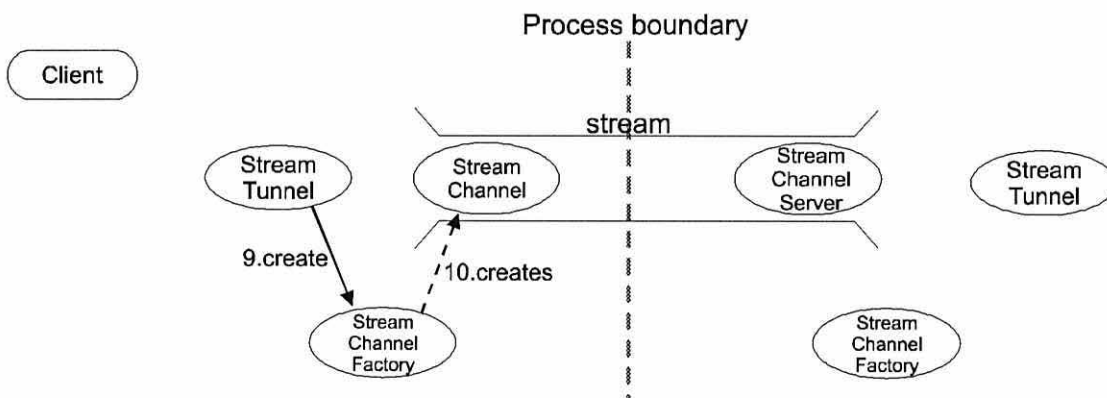 Process boundary
Client
stream
Stream
Tunnel
Stream
Channel
Stream
Channel
Server
Stream
Tunnel
9.create
10.creates
Stream
Channel
Factory
Stream
Channel
Factory